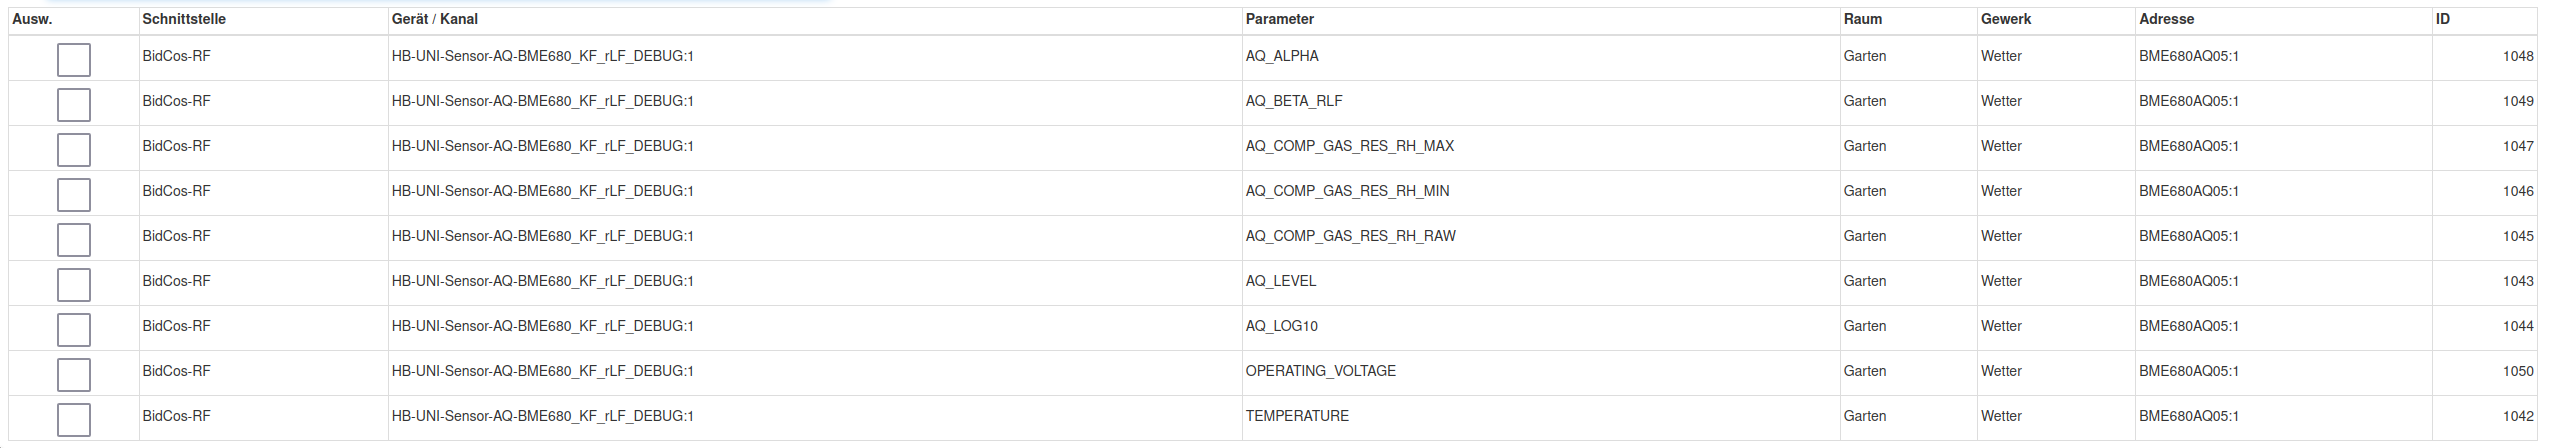 Ausw. Schnittstelle Gerät / Kanal Parameter Raum Gewerk Adresse ID
BidCos-RF HB-UNI-Sensor-AQ-BME680_KF_rLF_DEBUG:1 AQ_ALPHA Garten Wetter BME680AQ05:1 1048
BidCos-RF HB-UNI-Sensor-AQ-BME680_KF_rLF_DEBUG:1 AQ_BETA_RLF Garten Wetter BME680AQ05:1 1049
BidCos-RF HB-UNI-Sensor-AQ-BME680_KF_rLF_DEBUG:1 AQ_COMP_GAS_RES_RH_MAX Garten Wetter BME680AQ05:1 1047
BidCos-RF HB-UNI-Sensor-AQ-BME680_KF_rLF_DEBUG:1 AQ_COMP_GAS_RES_RH_MIN Garten Wetter BME680AQ05:1 1046
BidCos-RF HB-UNI-Sensor-AQ-BME680_KF_rLF_DEBUG:1 AQ_COMP_GAS_RES_RH_RAW Garten Wetter BME680AQ05:1 1045
BidCos-RF HB-UNI-Sensor-AQ-BME680_KF_rLF_DEBUG:1 AQ_LEVEL Garten Wetter BME680AQ05:1 1043
BidCos-RF HB-UNI-Sensor-AQ-BME680_KF_rLF_DEBUG:1 AQ_LOG10 Garten Wetter BME680AQ05:1 1044
BidCos-RF HB-UNI-Sensor-AQ-BME680_KF_rLF_DEBUG:1 OPERATING_VOLTAGE Garten Wetter BME680AQ05:1 1050
BidCos-RF HB-UNI-Sensor-AQ-BME680_KF_rLF_DEBUG:1 TEMPERATURE Garten Wetter BME680AQ05:1 1042